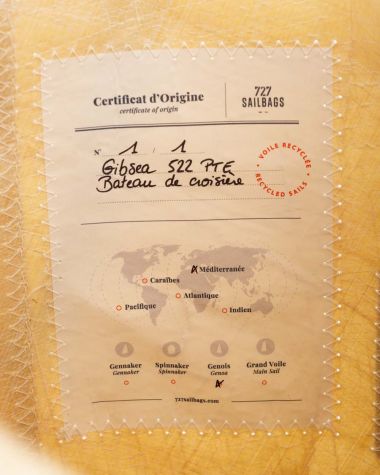 Certificat d'Origine
certificate of origin
727
SAILBAGS
N° 1 / 1
Gibsea 522 PTE
Bateau de croisière
VOILE RECYCLÉE
RECYCLED SAILS
Méditerranée
Caraïbes
Atlantique
Pacifique
Indien
Gennaker Spinnaker Genois Grand Voile
Gennaker Spinnaker Genoa Main Sail
727sailbags.com